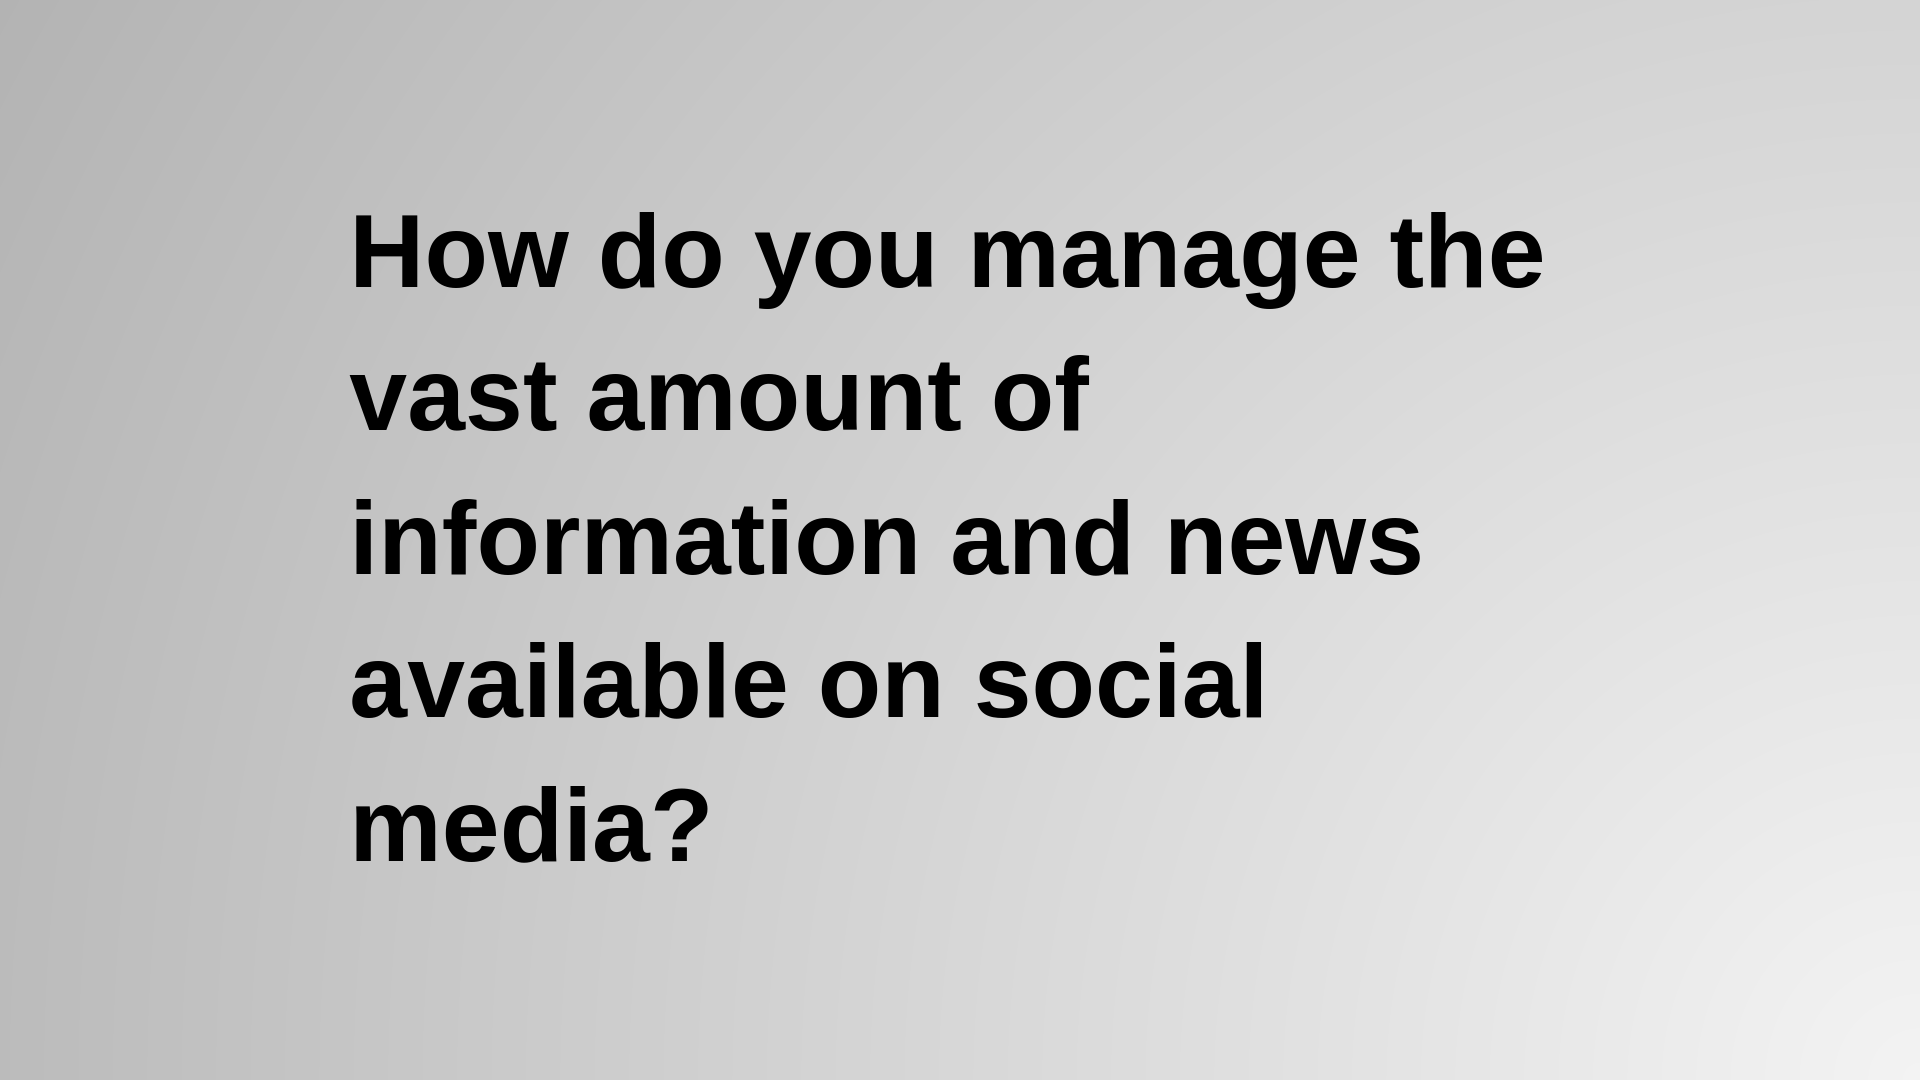 How do you manage the
vast amount of
information and news
available on social
media?